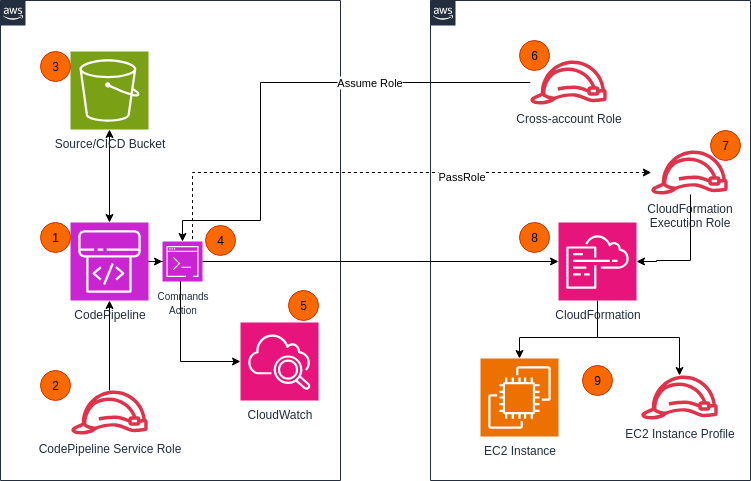 aws
aws
6
3
Assume Role
Cross-account Role
Source/CICD Bucket
7
PassRole
CloudFormation
Execution Role
1
4
8
Commands
Action
CodePipeline
5
CloudFormation
2
9
CloudWatch
EC2 Instance Profile
CodePipeline Service Role
EC2 Instance